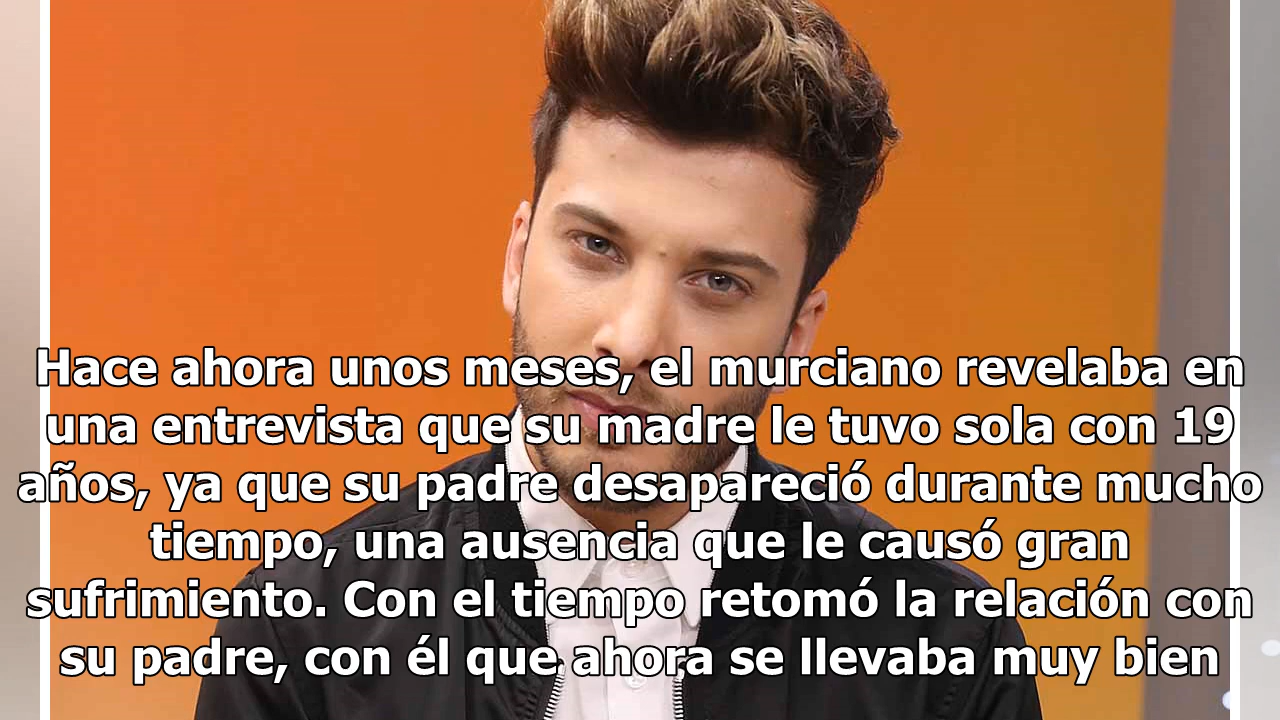 Hace ahora unos meses, el murciano revelaba en
una entrevista que su madre le tuvo sola con 19
años, ya que su padre desapareció durante mucho
tiempo, una ausencia que le causó gran
sufrimiento. Con el tiempo retomó la relación con
su padre, con él que ahora se llevaba muy bien